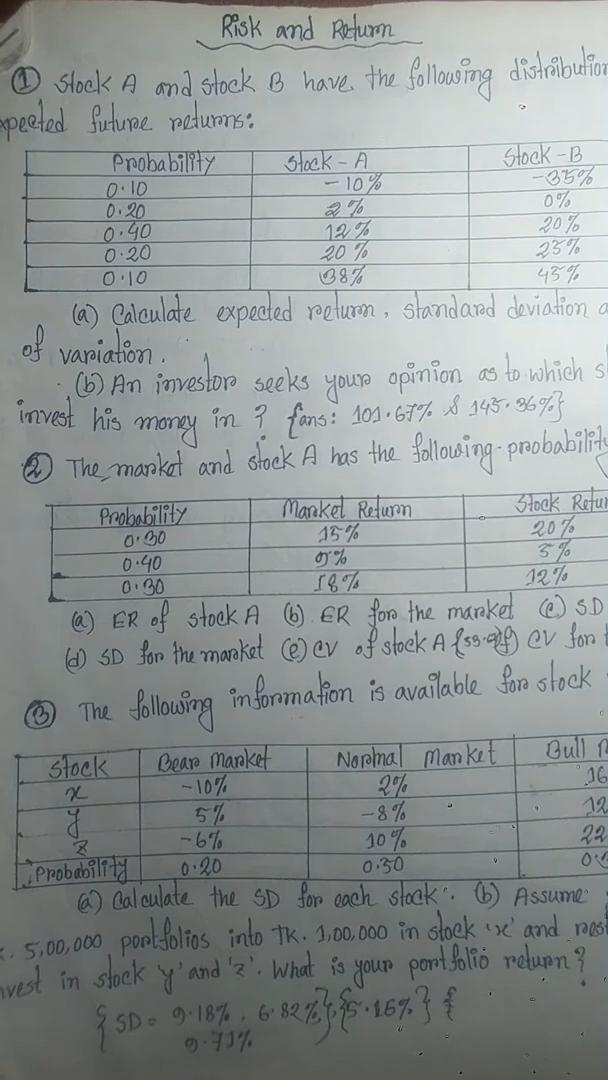 Risk and Return
① Stock A and stock B have the following distribution
xpected future returns:
Probability Stock-A Stock-B
0.10 -10% -35%
0.20 2% 0%
0.40 12% 20%
0.20 20% 25%
0.10 38% 45%
(a) Calculate expected return, standard deviation a
of variation.
(b) An investor seeks your opinion as to which s
invest his money in ? {ans: 101.67% & 145.36%}
② The market and stock A has the following probability
Probability Market Return Stock Retur
0.30 15% 20%
0.40 9% 5%
0.30 18% 12%
(a) ER of stock A (b) ER for the market (c) SD
(d) SD for the market (e) CV of stock A CV for t
③ The following information is available for stock
Stock Bear market Normal market Bull m
x -10% 2% 16
y 5% -8% 12
z -6% 10% 22
Probability 0.20 0.50 0.
(a) Calculate the SD for each stock. (b) Assume
k. 5,00,000 portfolios into TK. 1,00,000 in stock 'x' and rest
nvest in stock 'y' and 'z'. What is your portfolio return?
{SD = 9.18%, 6.82%} {5.16%} {
9.71%